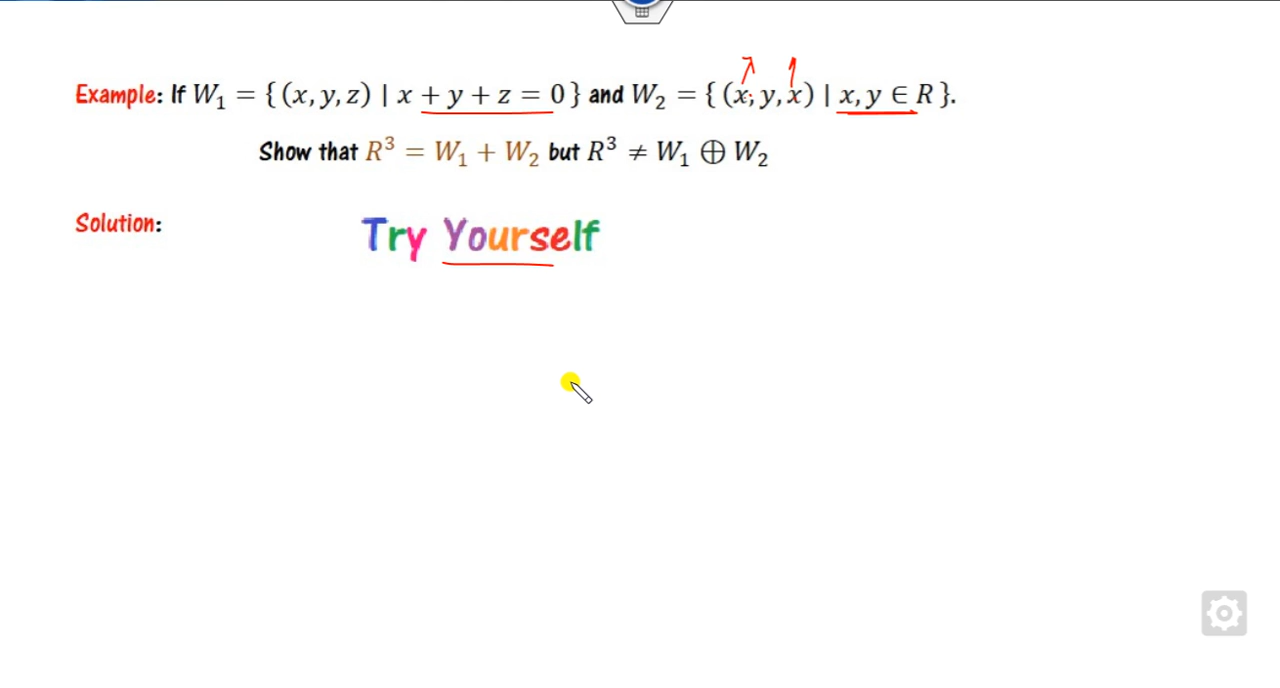 Example: If W₁ = { (x, y, z) | x + y + z = 0 } and W₂ = { (x, y, x) | x, y ∈ R }.
Show that R³ = W₁ + W₂ but R³ ≠ W₁ ⊕ W₂
Solution:
Try Yourself